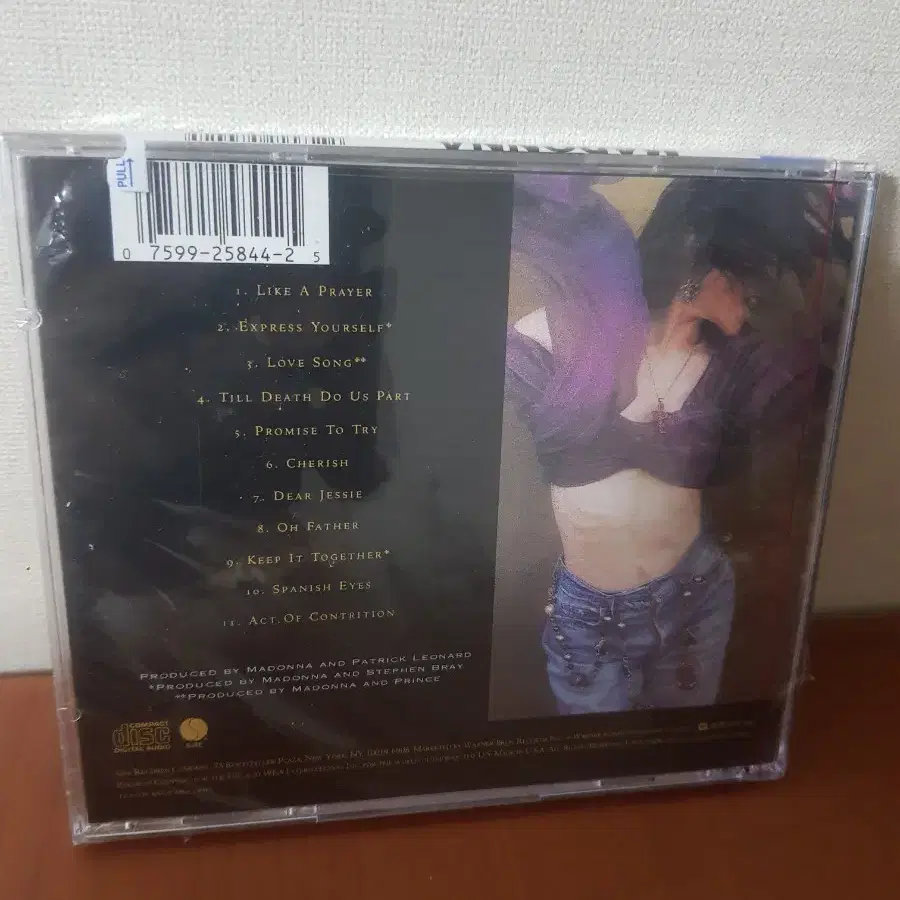 MADONNA
PULL
0 7599-25844-2 5
1. LIKE A PRAYER
2. EXPRESS YOURSELF*
3. LOVE SONG**
4. TILL DEATH DO US PART
5. PROMISE TO TRY
6. CHERISH
7. DEAR JESSIE
8. OH FATHER
9. KEEP IT TOGETHER*
10. SPANISH EYES
11. ACT OF CONTRITION
PRODUCED BY MADONNA AND PATRICK LEONARD
*PRODUCED BY MADONNA AND STEPHEN BRAY
**PRODUCED BY MADONNA AND PRINCE
COMPACT
disc
DIGITAL AUDIO
SIRE